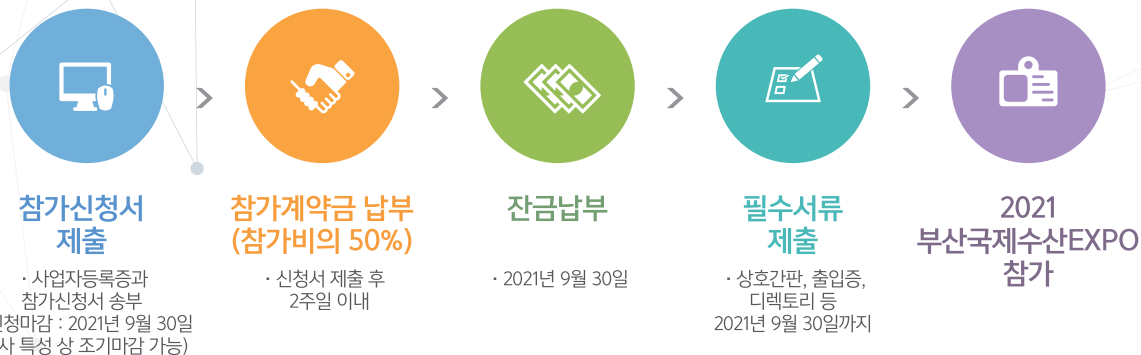 참가신청서
제출
· 사업자등록증과
참가신청서 송부
청마감 : 2021년 9월 30일
특성 상 조기마감 가능)
참가계약금 납부
(참가비의 50%)
· 신청서 제출 후
2주일 이내
잔금납부
· 2021년 9월 30일
필수서류
제출
· 상호간판, 출입증,
디렉토리 등
2021년 9월 30일까지
2021
부산국제수산EXPO
참가